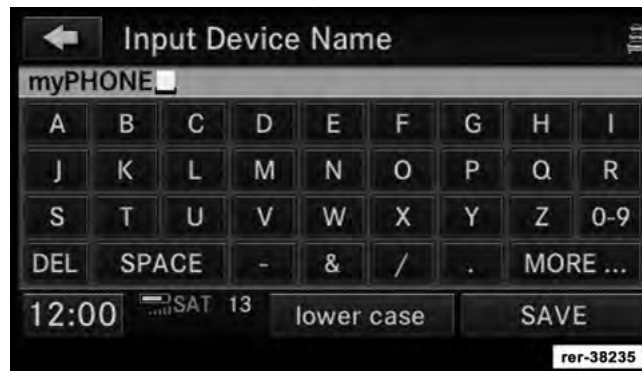 Input Device Name
myPHONE
A B C D E F G H I
J K L M N O P Q R
S T U V W X Y Z 0-9
DEL SPACE - & / . MORE ...
12:00 SAT 13 lower case SAVE
rer-38235